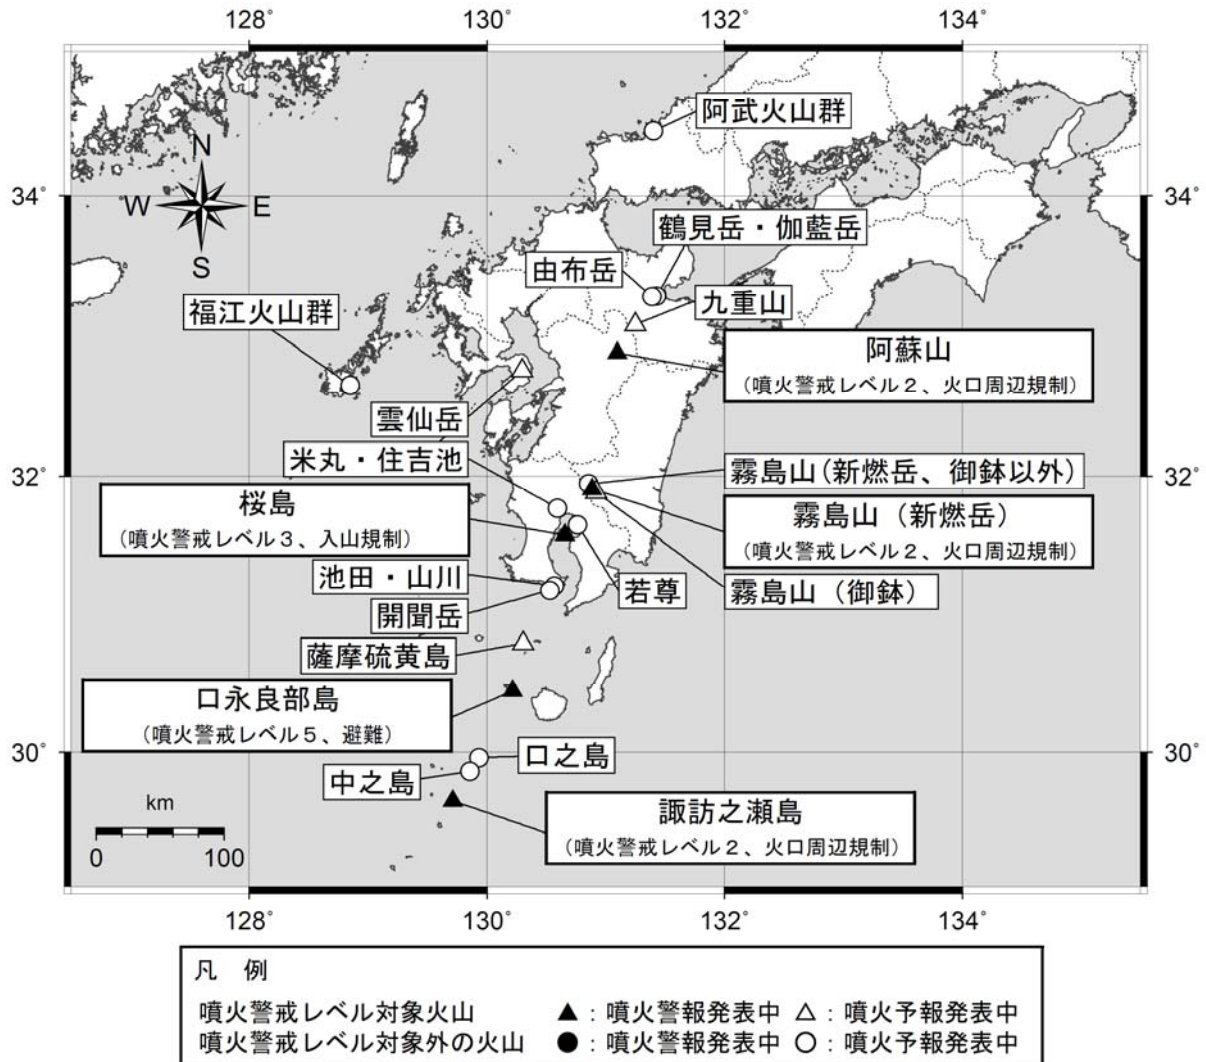 128° 130° 132° 134°
阿武火山群
N
W E
S
34° 34°
鶴見岳・伽藍岳
由布岳
九重山
福江火山群
阿蘇山
(噴火警戒レベル2、火口周辺規制)
雲仙岳
米丸・住吉池
32° 32°
霧島山(新燃岳、御鉢以外)
桜島
(噴火警戒レベル3、入山規制)
霧島山(新燃岳)
(噴火警戒レベル2、火口周辺規制)
池田・山川
若尊
霧島山(御鉢)
開聞岳
薩摩硫黄島
口永良部島
(噴火警戒レベル5、避難)
30° 30°
口之島
中之島
諏訪之瀬島
(噴火警戒レベル2、火口周辺規制)
km
0 100
128° 130° 132° 134°
凡 例
噴火警戒レベル対象火山 ▲:噴火警報発表中 △:噴火予報発表中
噴火警戒レベル対象外の火山 ●:噴火警報発表中 ○:噴火予報発表中